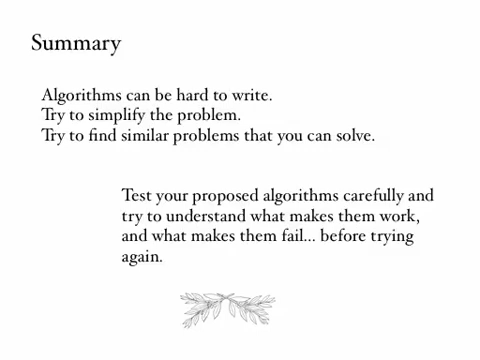 Summary
Algorithms can be hard to write.
Try to simplify the problem.
Try to find similar problems that you can solve.
Test your proposed algorithms carefully and
try to understand what makes them work,
and what makes them fail... before trying
again.